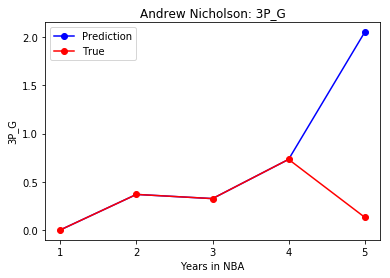 Andrew Nicholson: 3P_G
Prediction
True
2.0
1.5
1.0
0.5
0.0
3P_G
1 2 3 4 5
Years in NBA